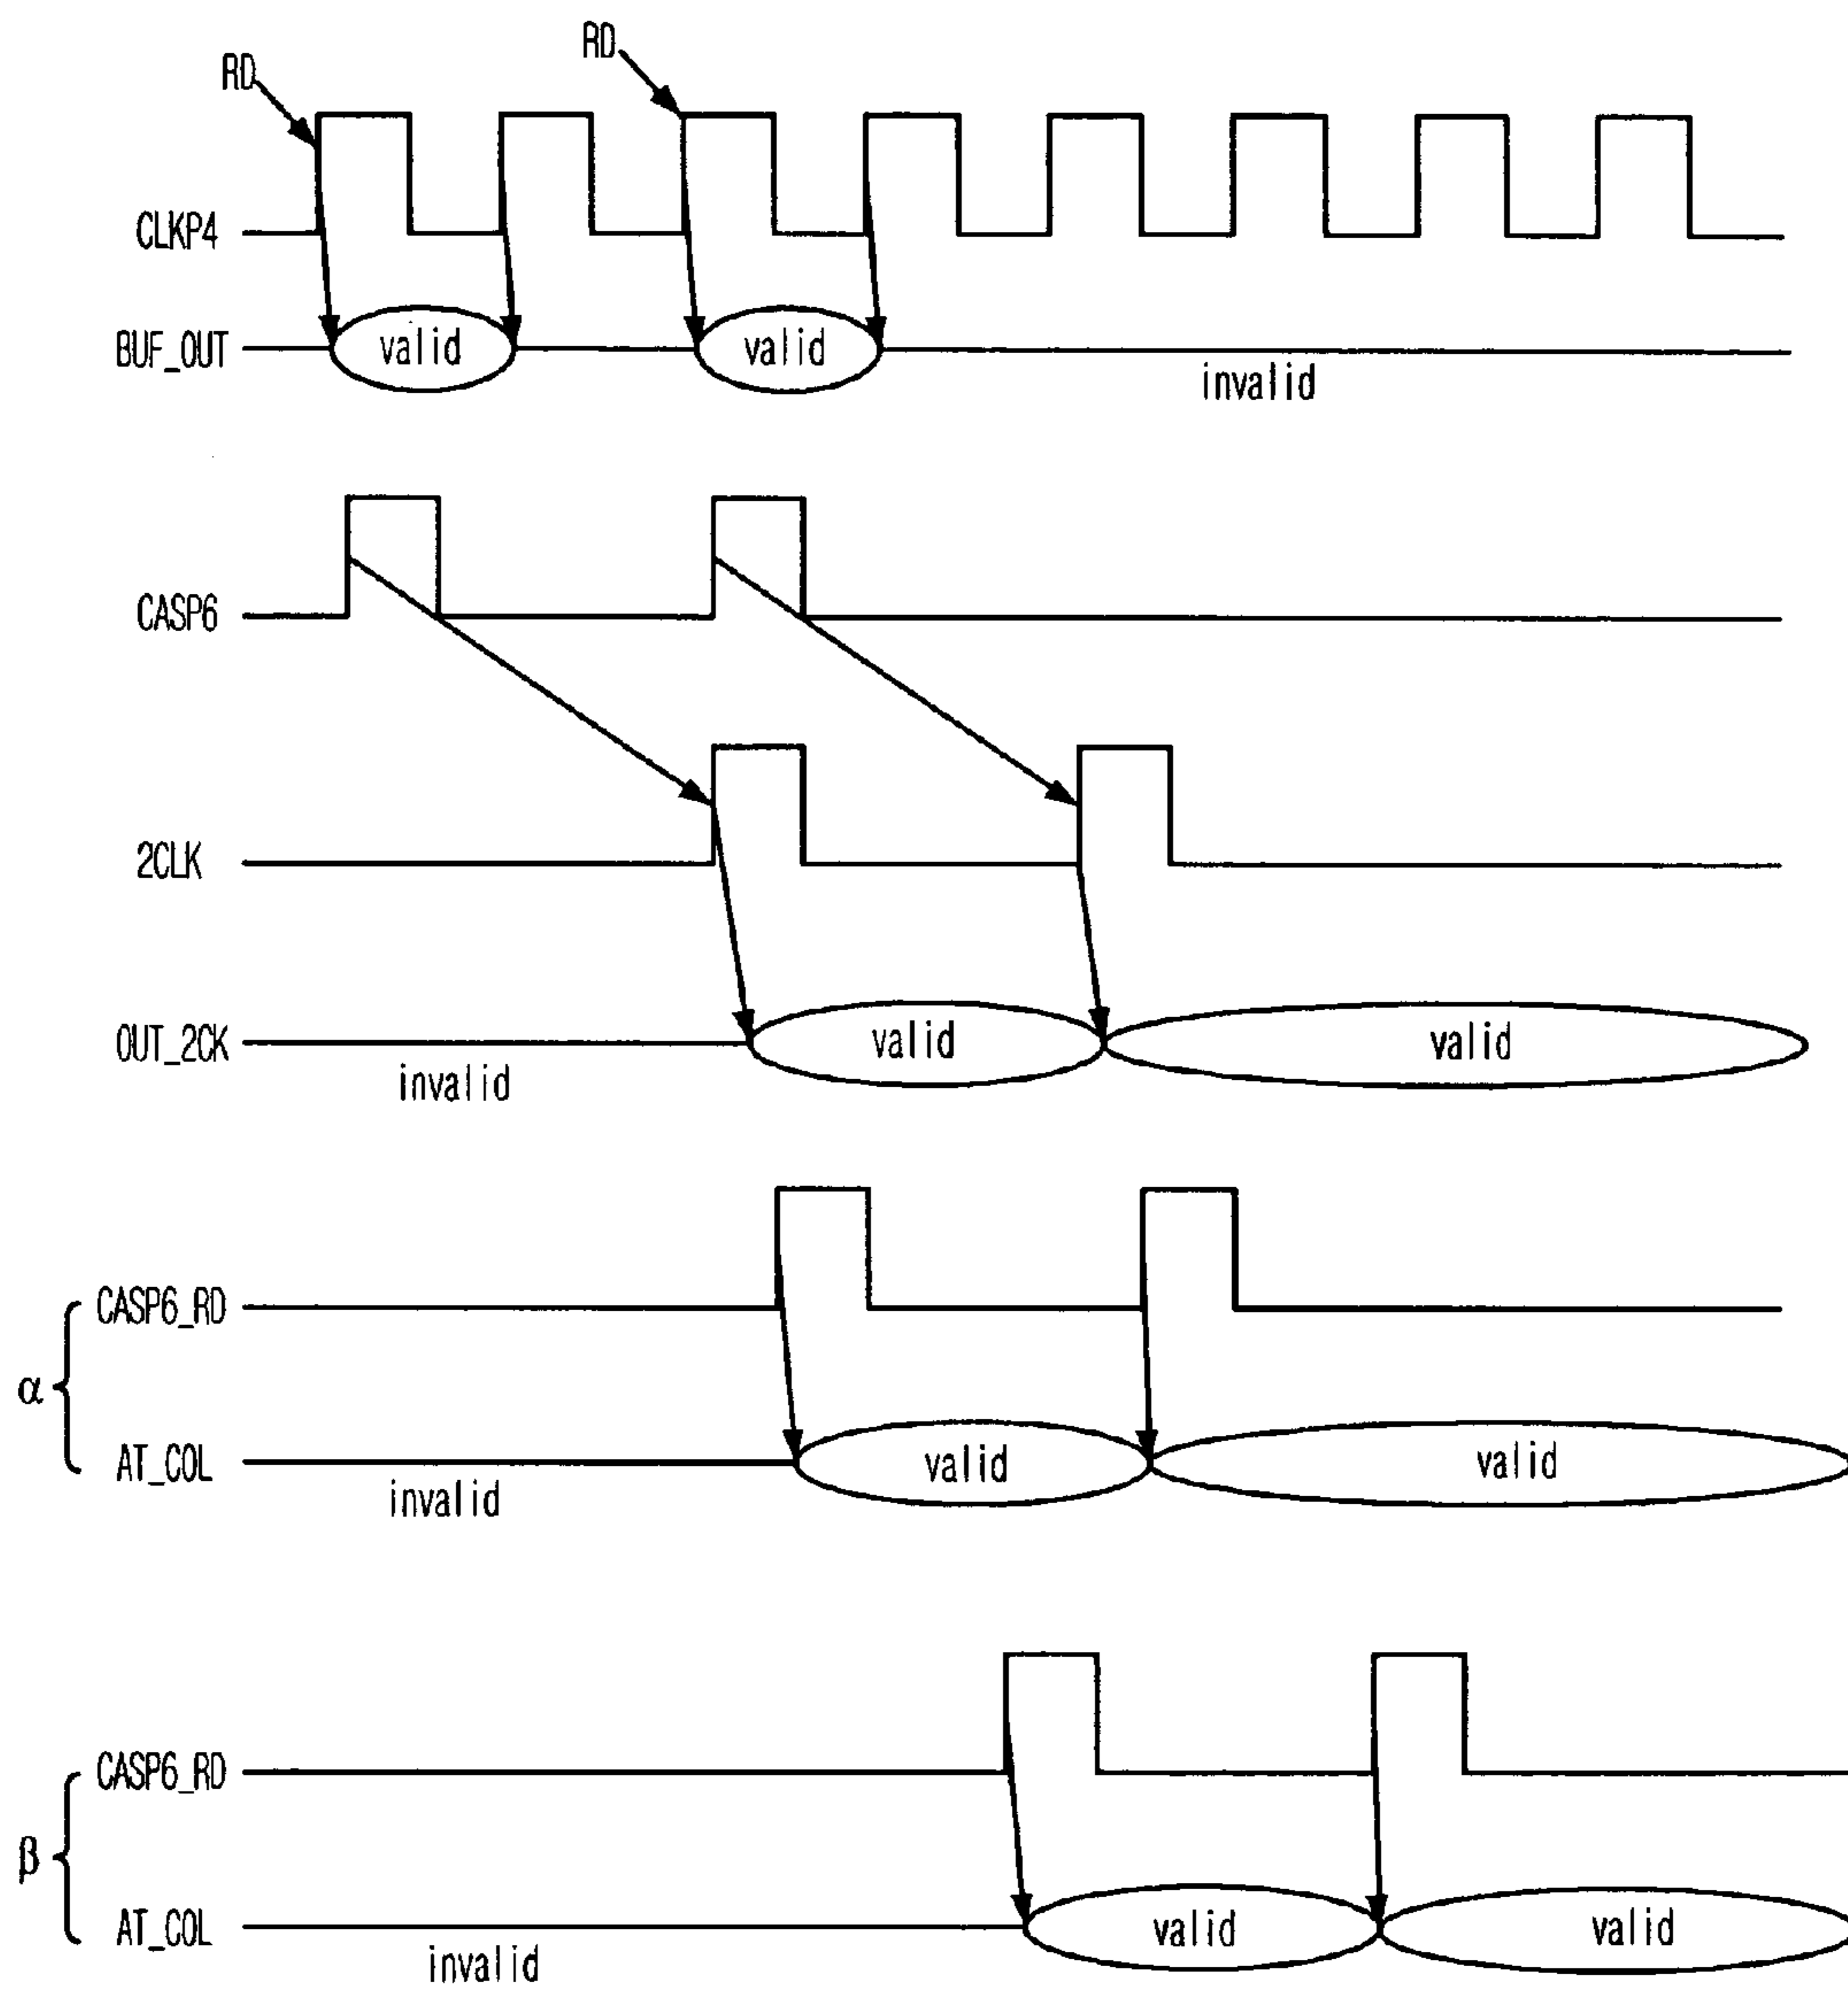 RD
RD
CLKP4
BUF_OUT
valid
valid
invalid
CASP6
2CLK
OUT_2CK
valid
valid
invalid
CASP6_RD
α
AT_COL
valid
valid
invalid
CASP6_RD
β
AT_COL
valid
valid
invalid